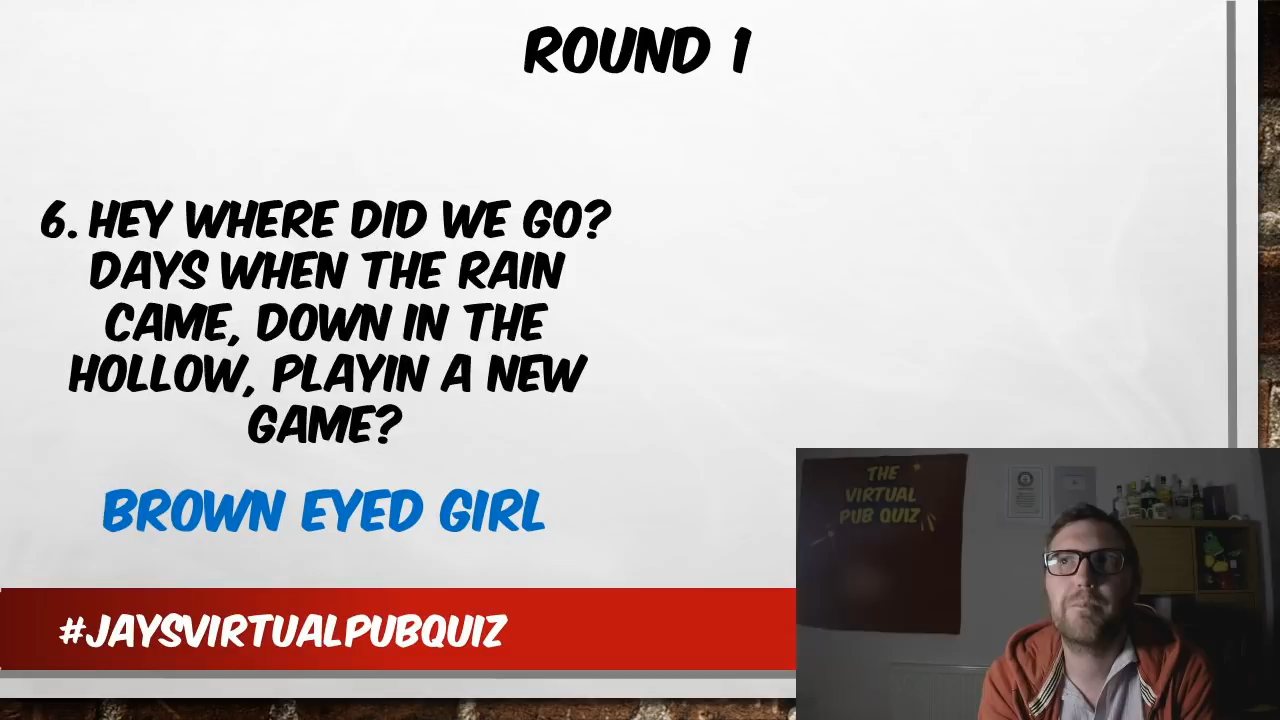 ROUND 1
6. HEY WHERE DID WE GO?
DAYS WHEN THE RAIN
CAME, DOWN IN THE
HOLLOW, PLAYIN A NEW
GAME?
BROWN EYED GIRL
#JAYSVIRTUALPUBQUIZ
THE
VIRTUAL
PUB QUIZ